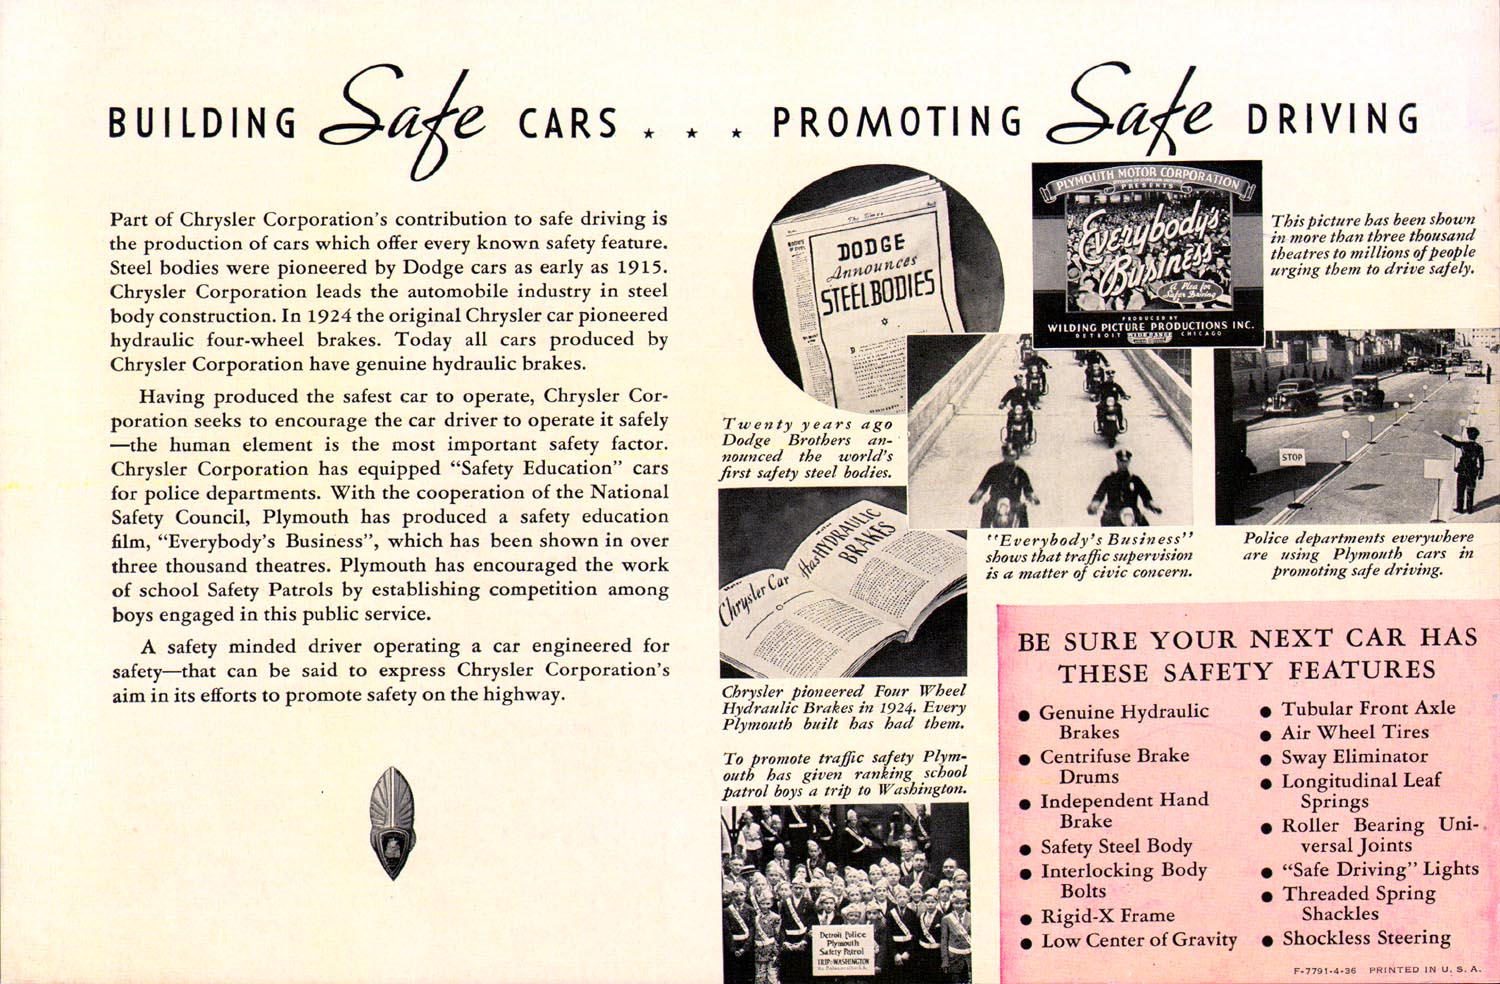 BUILDING Safe CARS . . . PROMOTING Safe DRIVING
Part of Chrysler Corporation's contribution to safe driving is
the production of cars which offer every known safety feature.
Steel bodies were pioneered by Dodge cars as early as 1915.
Chrysler Corporation leads the automobile industry in steel
body construction. In 1924 the original Chrysler car pioneered
hydraulic four-wheel brakes. Today all cars produced by
Chrysler Corporation have genuine hydraulic brakes.
Having produced the safest car to operate, Chrysler Cor-
poration seeks to encourage the car driver to operate it safely
—the human element is the most important safety factor.
Chrysler Corporation has equipped "Safety Education" cars
for police departments. With the cooperation of the National
Safety Council, Plymouth has produced a safety education
film, "Everybody's Business", which has been shown in over
three thousand theatres. Plymouth has encouraged the work
of school Safety Patrols by establishing competition among
boys engaged in this public service.
A safety minded driver operating a car engineered for
safety—that can be said to express Chrysler Corporation's
aim in its efforts to promote safety on the highway.
The Times
DODGE
Announces
STEEL BODIES
Twenty years ago
Dodge Brothers an-
nounced the world's
first safety steel bodies.
PLYMOUTH MOTOR CORPORATION
DIVISION OF CHRYSLER MOTORS
PRESENTS
Everybody's
Business
A Plea for
Safer Driving
PRODUCED BY
WILDING PICTURE PRODUCTIONS INC.
DETROIT
CHICAGO
This picture has been shown
in more than three thousand
theatres to millions of people
urging them to drive safely.
"Everybody's Business"
shows that traffic supervision
is a matter of civic concern.
STOP
Police departments everywhere
are using Plymouth cars in
promoting safe driving.
Chrysler Car
Has HYDRAULIC
BRAKES
Chrysler pioneered Four Wheel
Hydraulic Brakes in 1924. Every
Plymouth built has had them.
To promote traffic safety Plym-
outh has given ranking school
patrol boys a trip to Washington.
Detroit Police
Plymouth
Safety Patrol
TRIP to WASHINGTON
BE SURE YOUR NEXT CAR HAS
THESE SAFETY FEATURES
● Genuine Hydraulic
Brakes
● Centrifuse Brake
Drums
● Independent Hand
Brake
● Safety Steel Body
● Interlocking Body
Bolts
● Rigid-X Frame
● Low Center of Gravity
● Tubular Front Axle
● Air Wheel Tires
● Sway Eliminator
● Longitudinal Leaf
Springs
● Roller Bearing Uni-
versal Joints
● "Safe Driving" Lights
● Threaded Spring
Shackles
● Shockless Steering
F-7791-4-36 PRINTED IN U. S. A.